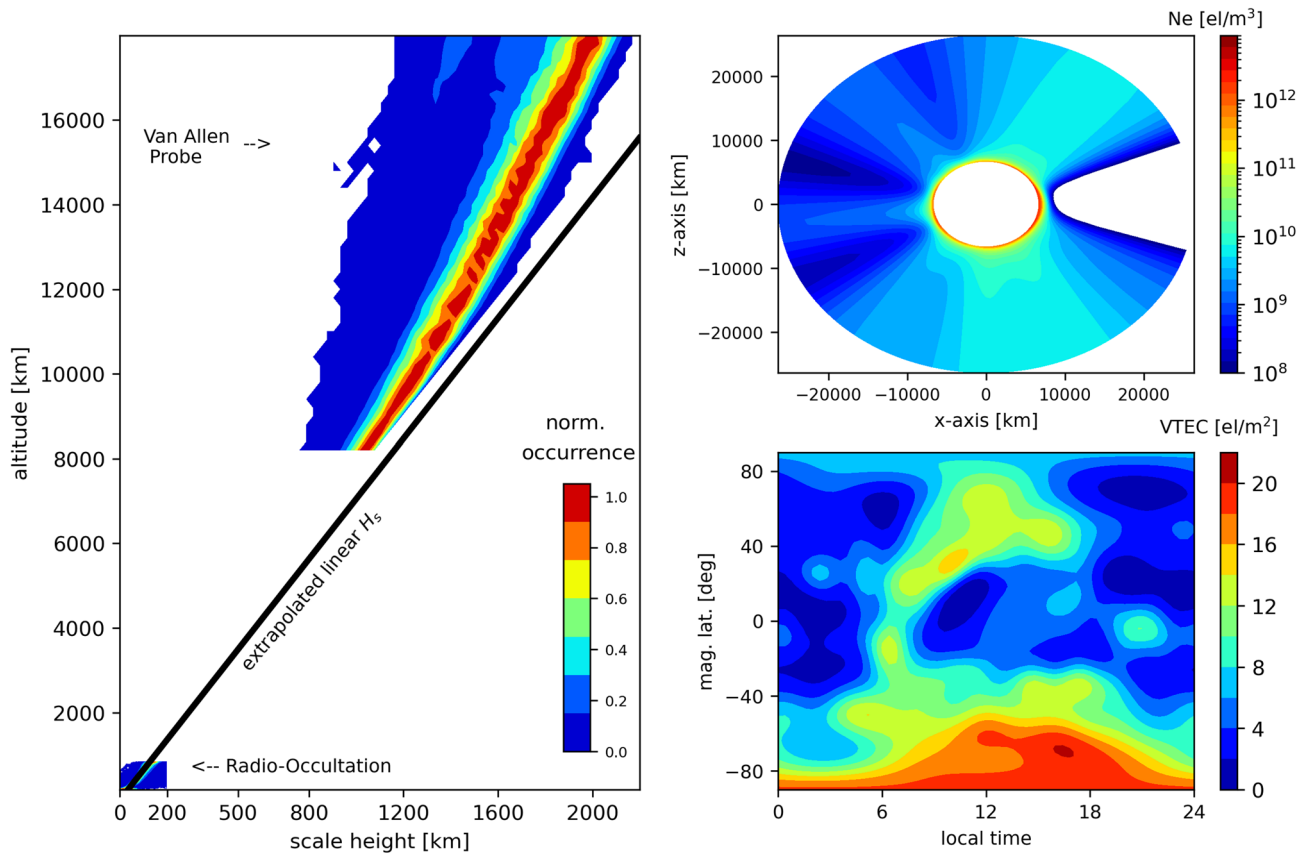 altitude [km]
16000
14000
12000
10000
8000
6000
4000
2000
Van Allen -->
Probe
norm.
occurrence
1.0
0.8
0.6
0.4
0.2
0.0
extrapolated linear Hₛ
<-- Radio-Occultation
0 200 500 800 1200 1600 2000
scale height [km]
Ne [el/m³]
z-axis [km]
20000
10000
0
−10000
−20000
10¹²
10¹¹
10¹⁰
10⁹
10⁸
−20000 −10000 0 10000 20000
x-axis [km]
VTEC [el/m²]
mag. lat. [deg]
80
40
0
−40
−80
20
16
12
8
4
0
0 6 12 18 24
local time